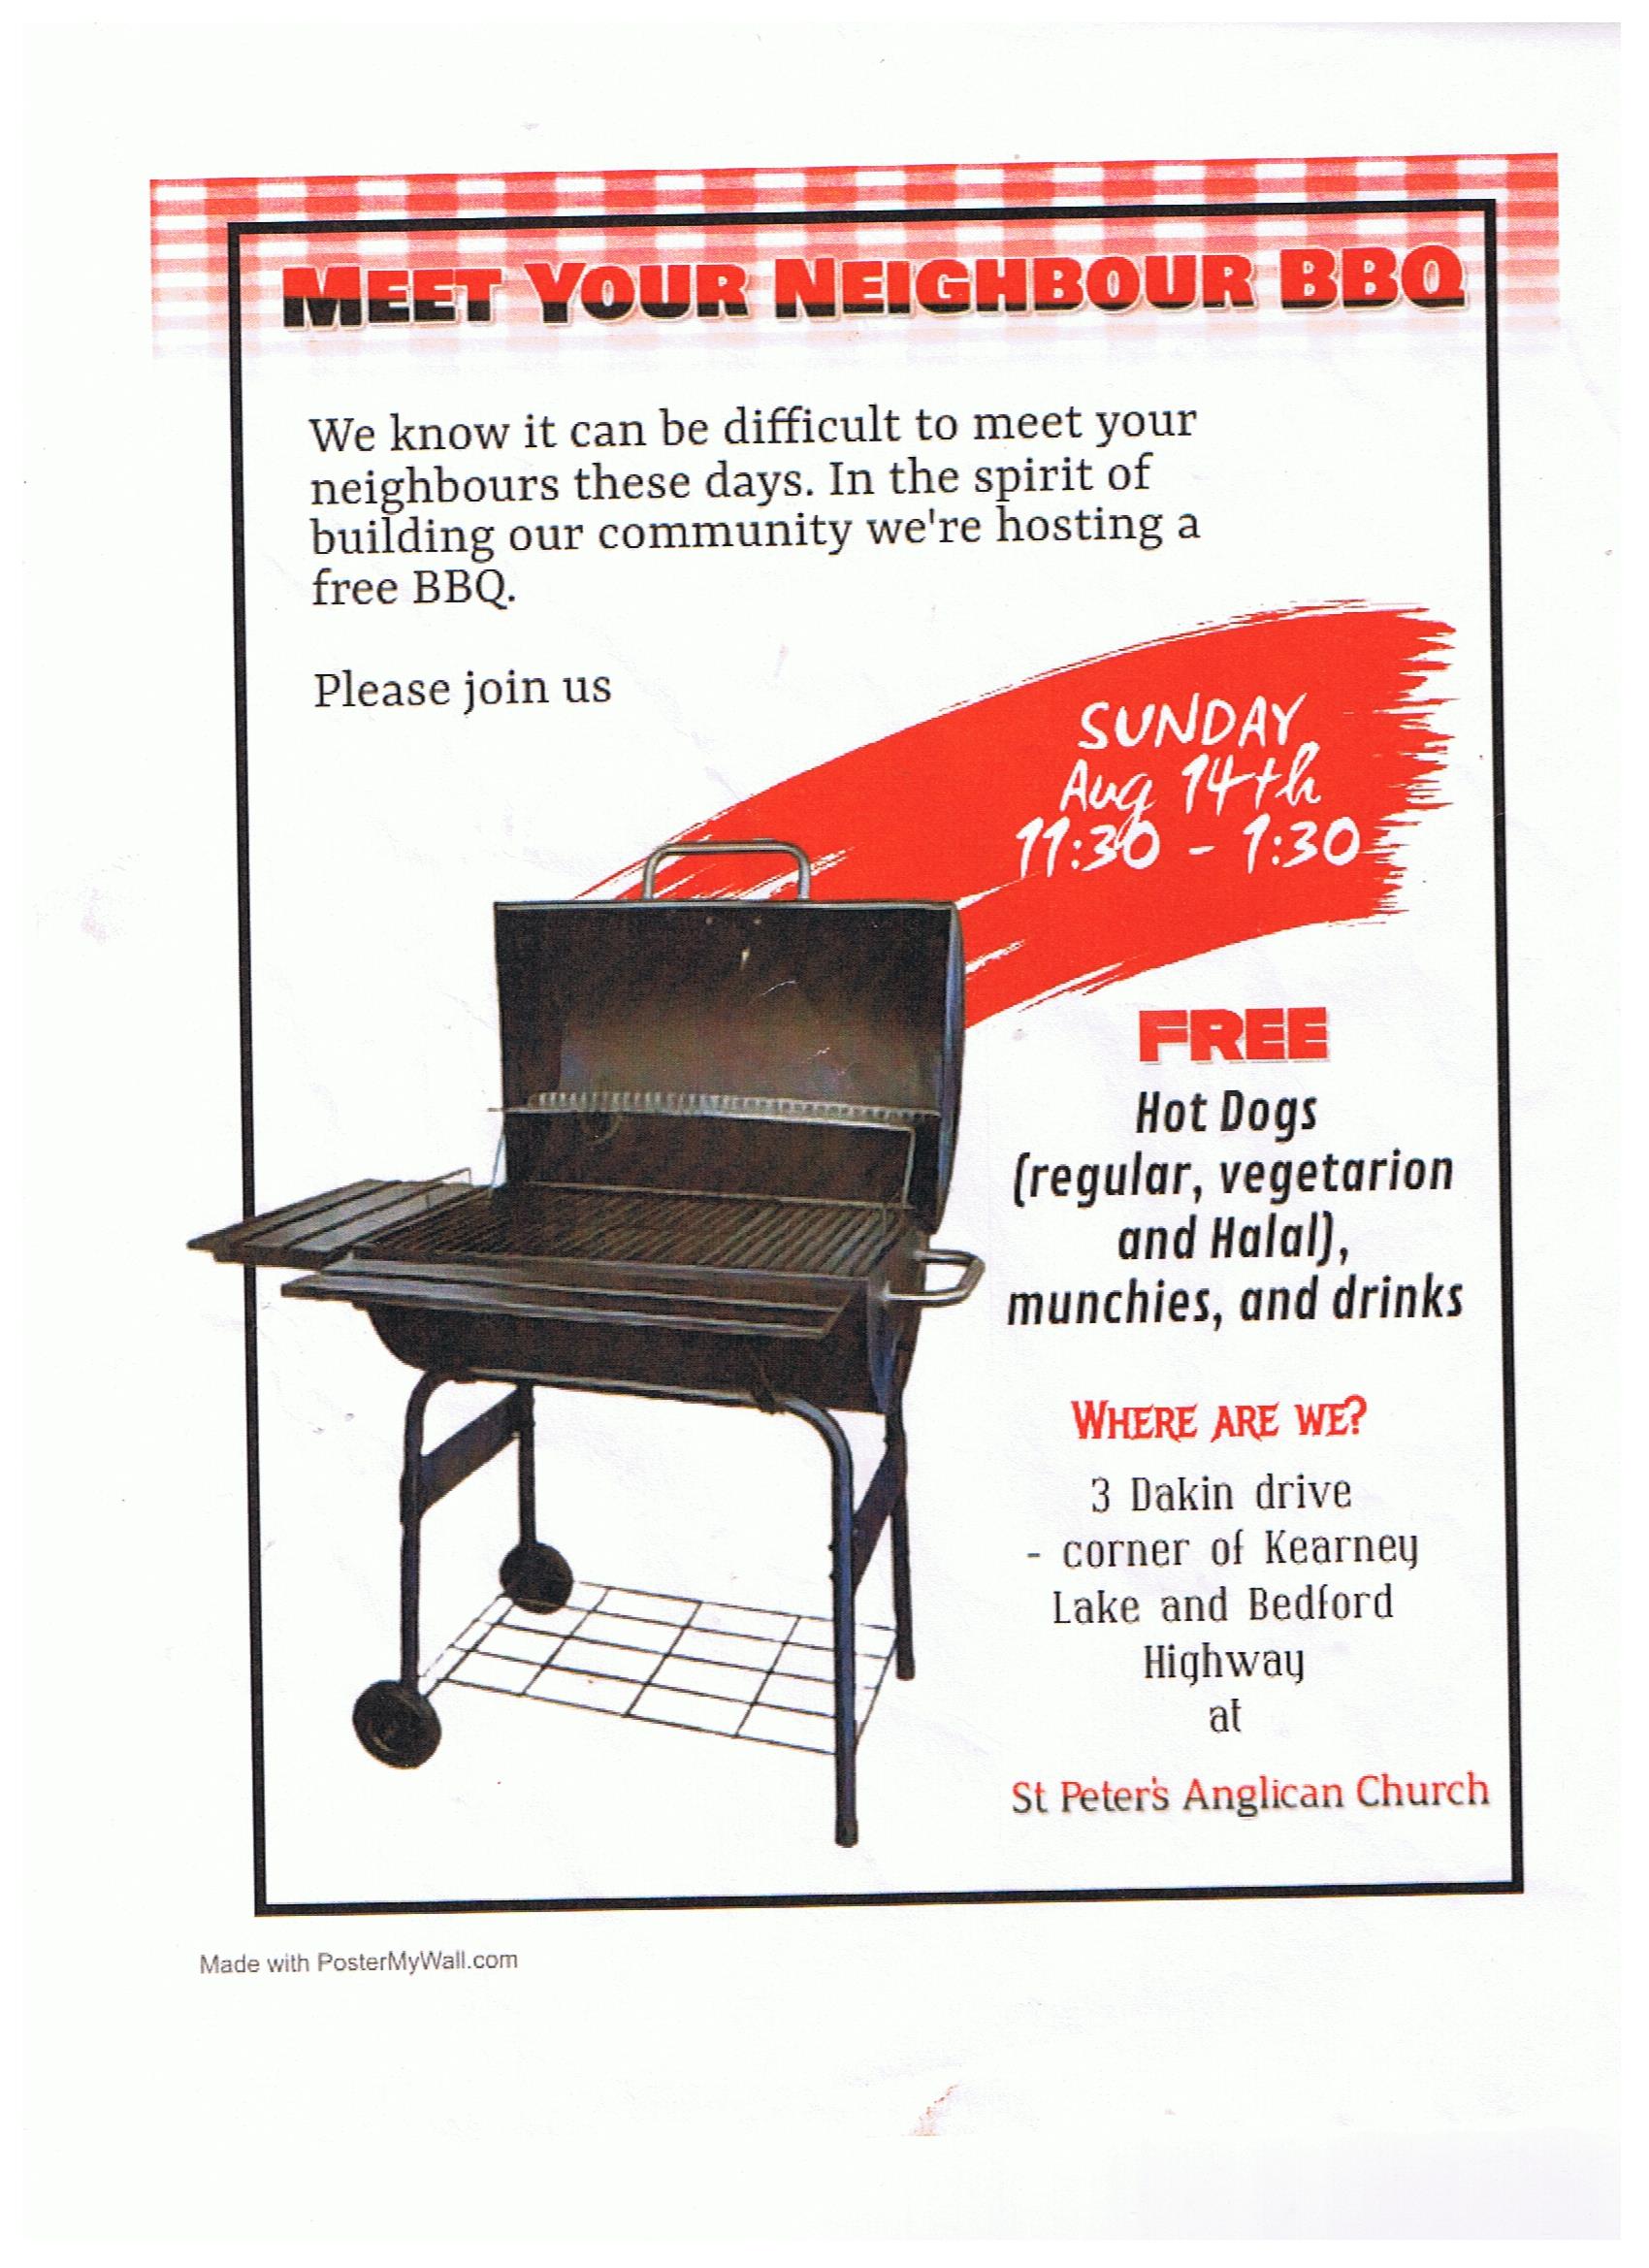 MEET YOUR NEIGHBOUR BBQ
We know it can be difficult to meet your
neighbours these days. In the spirit of
building our community we're hosting a
free BBQ.
Please join us
SUNDAY
Aug 14th
11:30 - 1:30
FREE
Hot Dogs
(regular, vegetarion
and Halal),
munchies, and drinks
WHERE ARE WE?
3 Dakin drive
- corner of Kearney
Lake and Bedford
Highway
at
St Peter's Anglican Church
Made with PosterMyWall.com